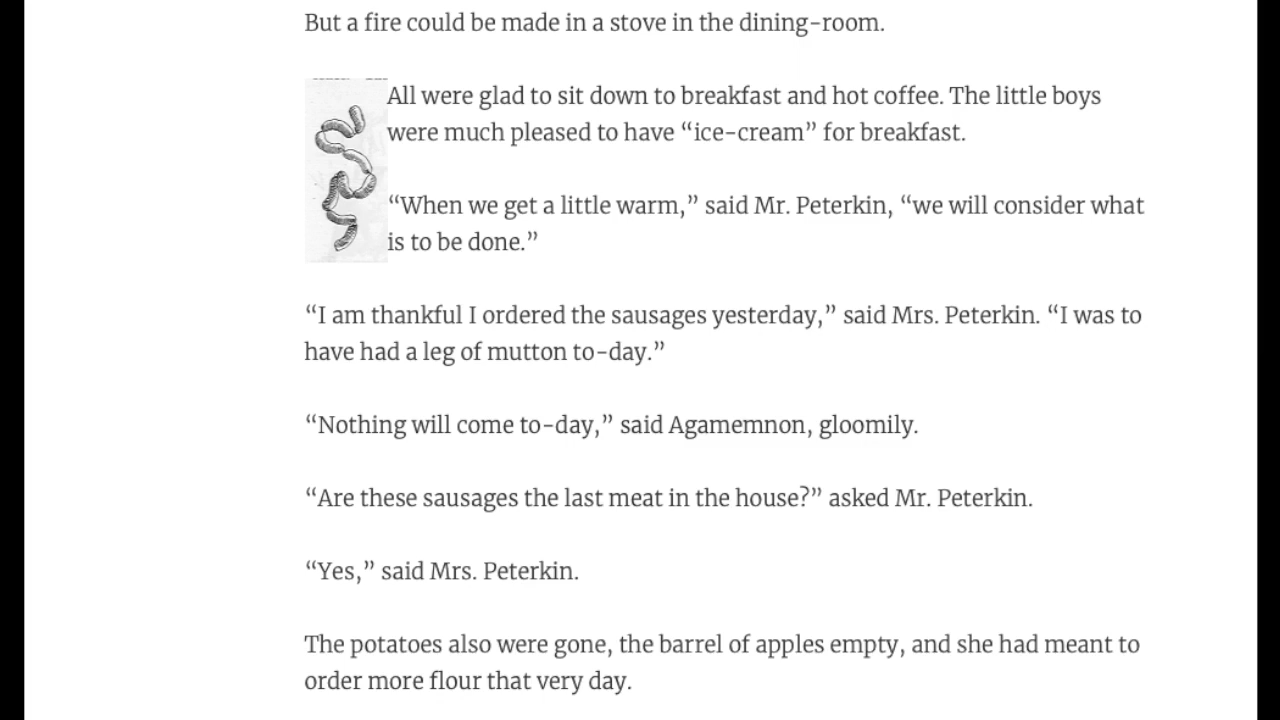 But a fire could be made in a stove in the dining-room.
All were glad to sit down to breakfast and hot coffee. The little boys
were much pleased to have “ice-cream” for breakfast.
“When we get a little warm,” said Mr. Peterkin, “we will consider what
is to be done.”
“I am thankful I ordered the sausages yesterday,” said Mrs. Peterkin. “I was to
have had a leg of mutton to-day.”
“Nothing will come to-day,” said Agamemnon, gloomily.
“Are these sausages the last meat in the house?” asked Mr. Peterkin.
“Yes,” said Mrs. Peterkin.
The potatoes also were gone, the barrel of apples empty, and she had meant to
order more flour that very day.